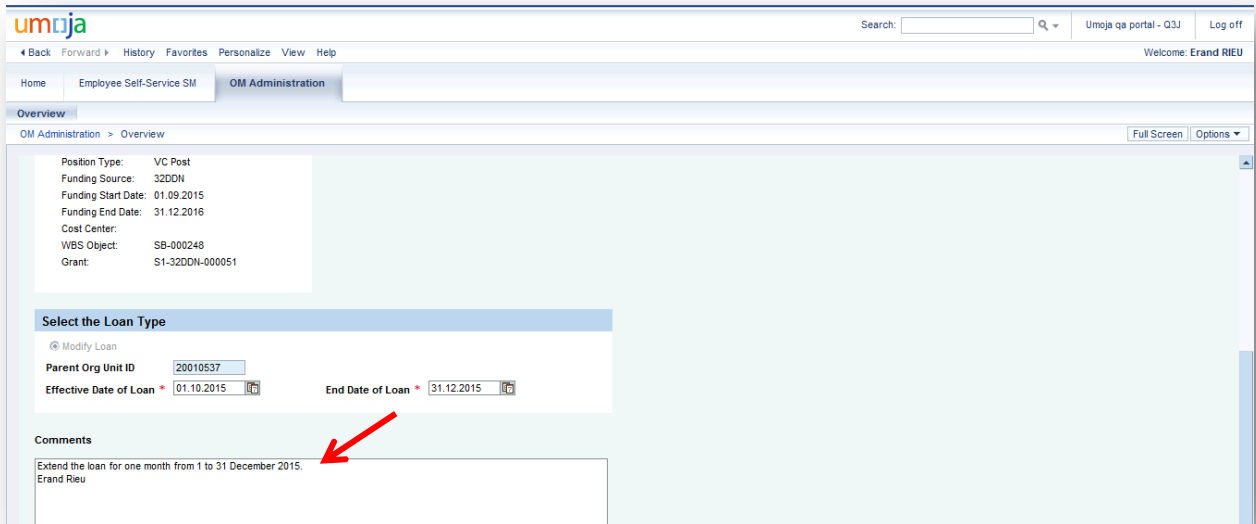 umoja
Search:
Umoja qa portal - Q3J
Log off
Back Forward History Favorites Personalize View Help
Welcome: Erand RIEU
Home Employee Self-Service SM OM Administration
Overview
OM Administration > Overview
Full Screen Options
Position Type: VC Post
Funding Source: 32DDN
Funding Start Date: 01.09.2015
Funding End Date: 31.12.2016
Cost Center:
WBS Object: SB-000248
Grant: S1-32DDN-000051
Select the Loan Type
Modify Loan
Parent Org Unit ID 20010537
Effective Date of Loan * 01.10.2015 End Date of Loan * 31.12.2015
Comments
Extend the loan for one month from 1 to 31 December 2015.
Erand Rieu